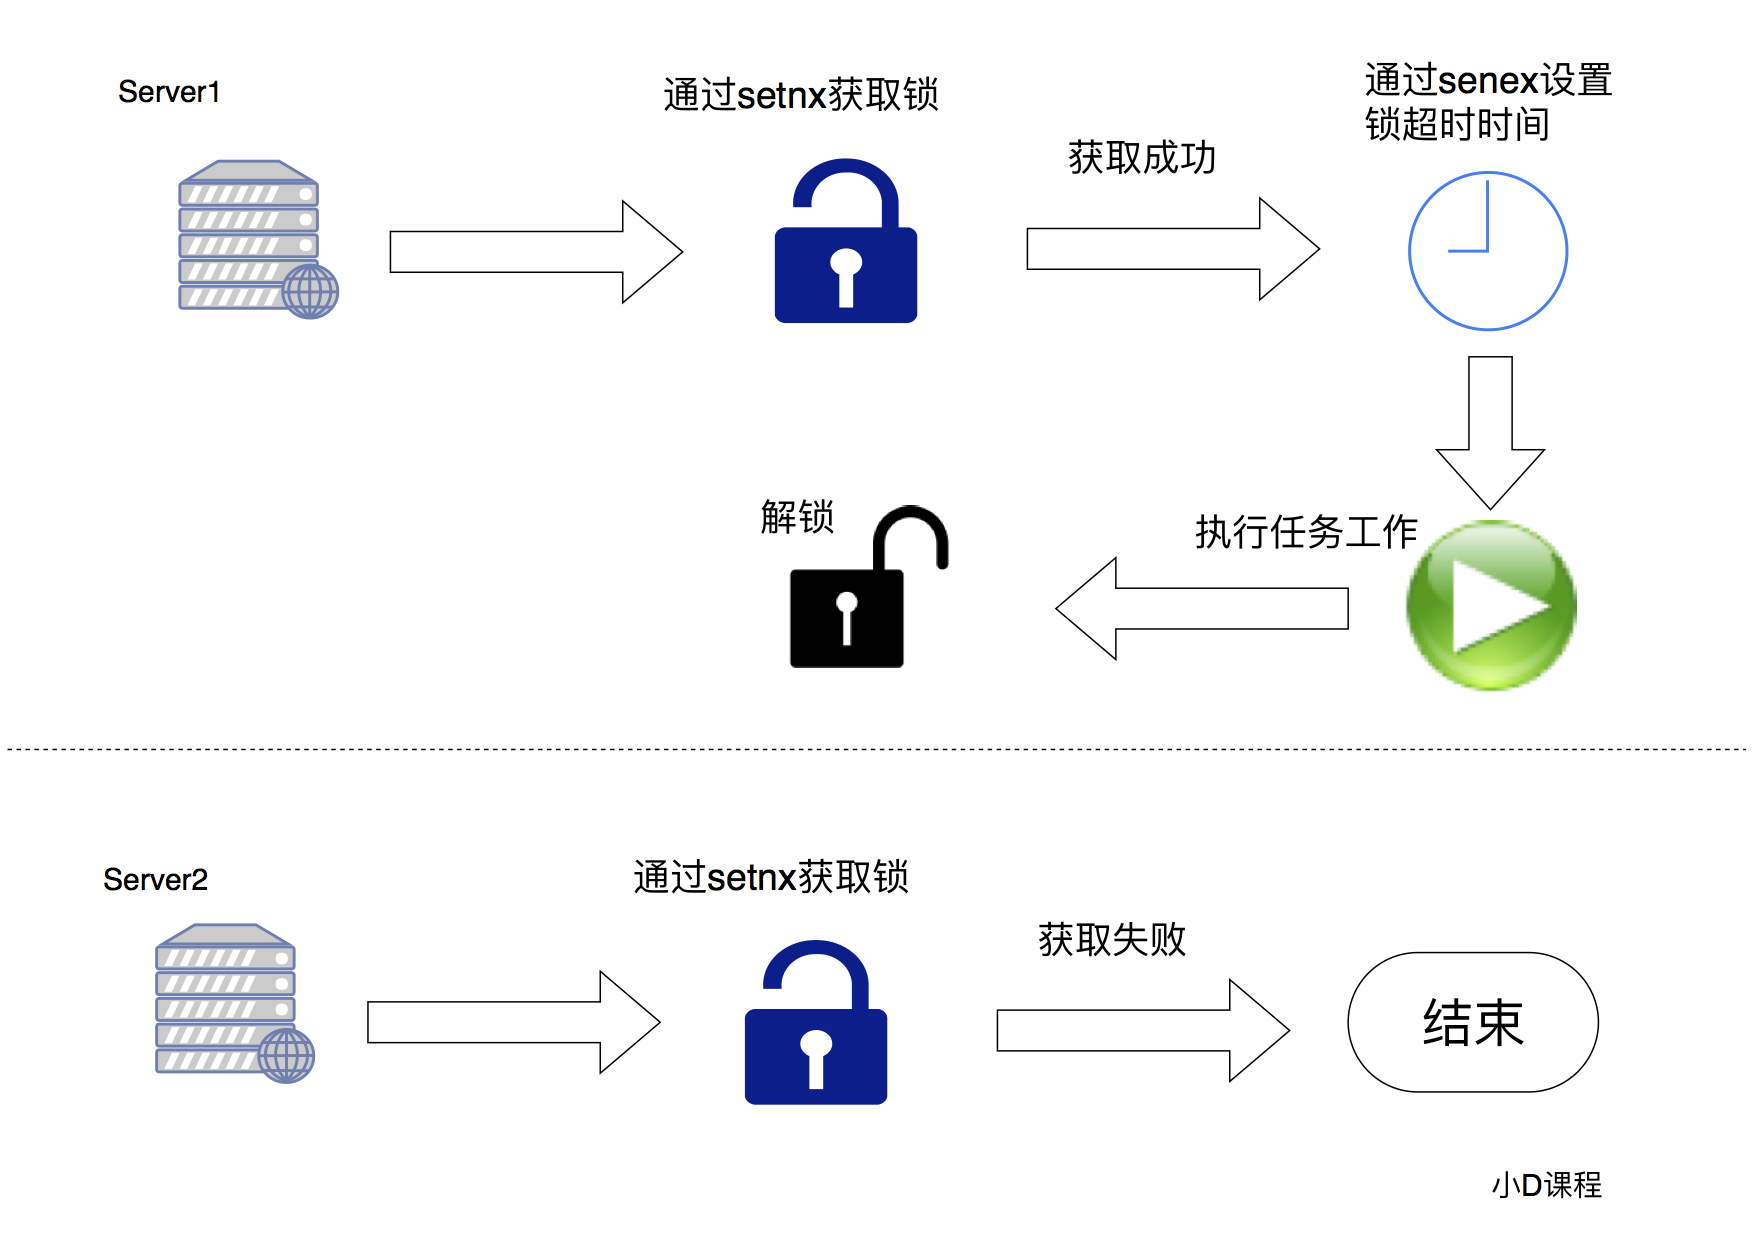 Server1
通过setnx获取锁
获取成功
通过senex设置
锁超时时间
解锁
执行任务工作
Server2
通过setnx获取锁
获取失败
结束
小D课程